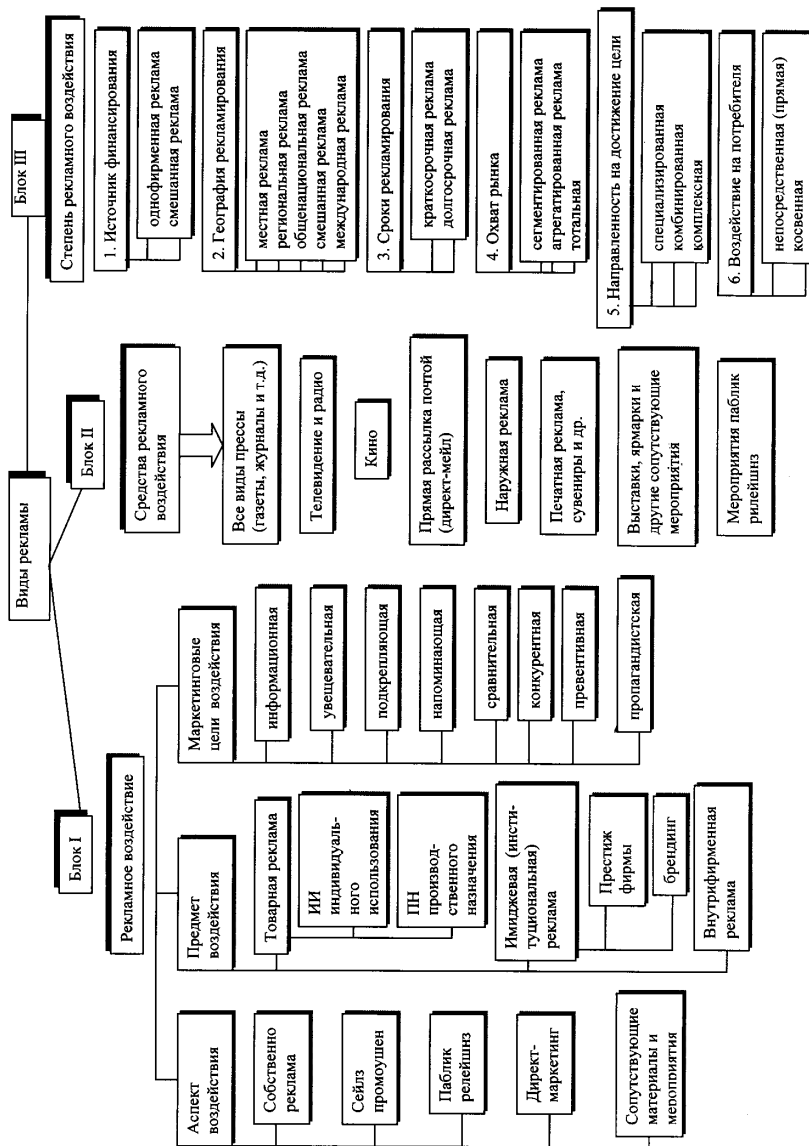 Виды рекламы
Блок I
Рекламное воздействие
Аспект
воздействия
Собственно
реклама
Сейлз
промоушен
Паблик
релейшнз
Директ-
маркетинг
Сопутствующие
материалы и
мероприятия
Предмет
воздействия
Товарная реклама
ИИ
индивидуаль-
ного
использования
ПН
производ-
ственного
назначения
Имиджевая (инсти-
туциональная)
реклама
Престиж
фирмы
брендинг
Внутрифирменная
реклама
Маркетинговые
цели воздействия
информационная
увещевательная
подкрепляющая
напоминающая
сравнительная
конкурентная
превентивная
пропагандистская
Блок II
Средства рекламного
воздействия
Все виды прессы
(газеты, журналы и т.д.)
Телевидение и радио
Кино
Прямая рассылка почтой
(директ-мейл)
Наружная реклама
Печатная реклама,
сувениры и др.
Выставки, ярмарки и
другие сопутствующие
мероприятия
Мероприятия паблик
рилейшнз
Блок III
Степень рекламного воздействия
1. Источник финансирования
однофирменная реклама
смешанная реклама
2. География рекламирования
местная реклама
региональная реклама
общенациональная реклама
смешанная реклама
международная реклама
3. Сроки рекламирования
краткосрочная реклама
долгосрочная реклама
4. Охват рынка
сегментированная реклама
агрегатированная реклама
тотальная
5. Направленность на достижение цели
специализированная
комбинированная
комплексная
6. Воздействие на потребителя
непосредственная (прямая)
косвенная